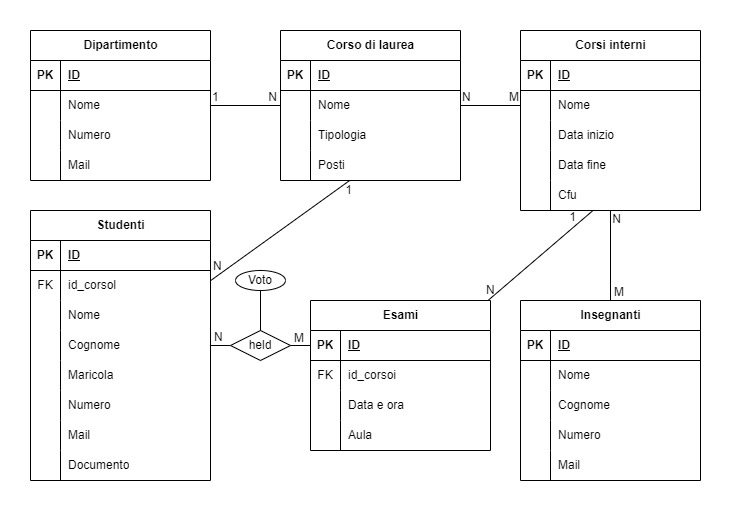 Dipartimento
PK ID
Nome
Numero
Mail
1 N
Corso di laurea
PK ID
Nome
Tipologia
Posti
N M
Corsi interni
PK ID
Nome
Data inizio
Data fine
Cfu
1
N
1
N
N
M
Studenti
PK ID
FK id_corsol
Nome
Cognome
Maricola
Numero
Mail
Documento
Voto
N held M
Esami
PK ID
FK id_corsoi
Data e ora
Aula
Insegnanti
PK ID
Nome
Cognome
Numero
Mail